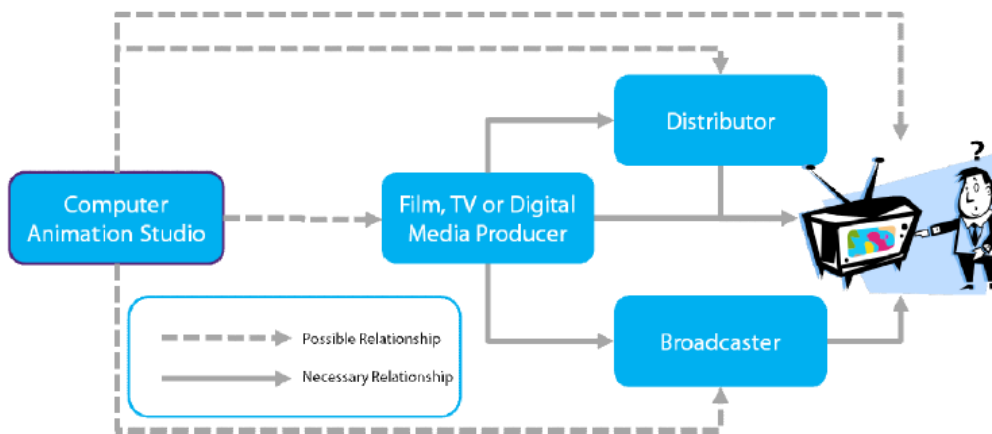 Distributor
?
Computer
Animation Studio
Film, TV or Digital
Media Producer
Possible Relationship
Necessary Relationship
Broadcaster